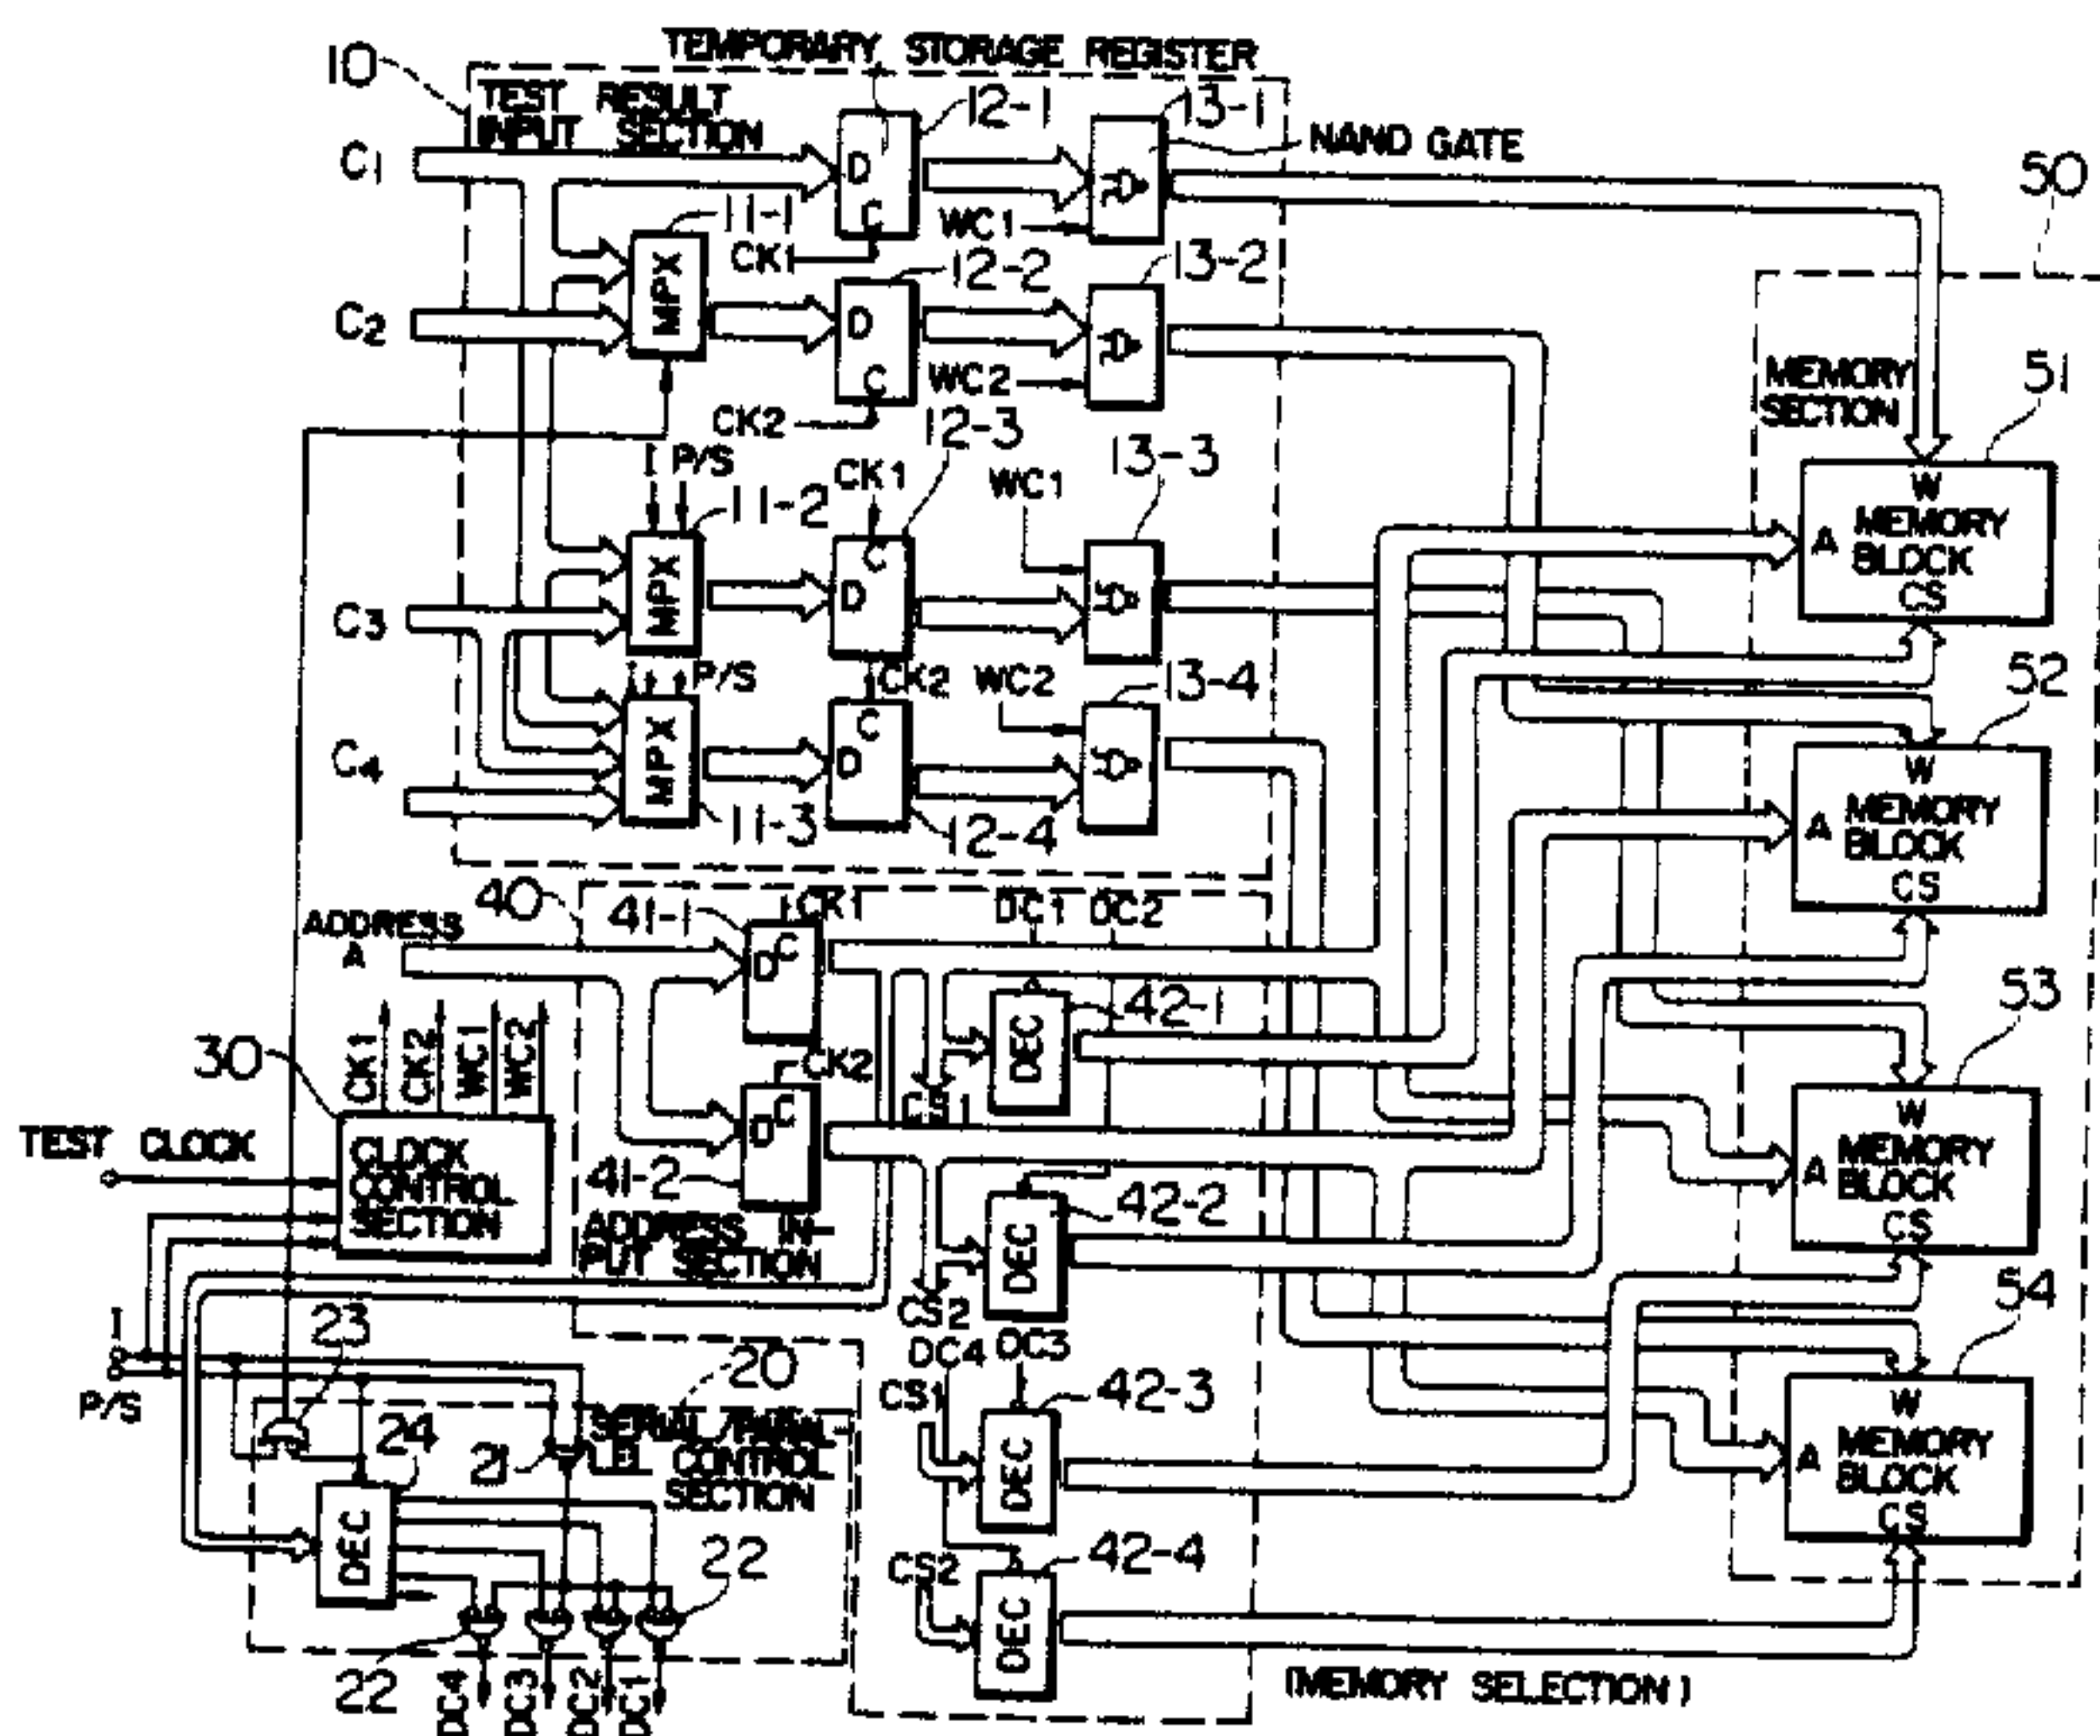 TEMPORARY STORAGE REGISTER
10
TEST RESULT
INPUT SECTION
12-1
13-1
NAND GATE
C1
D
C
WC1
50
11-1
CK1
MPX
12-2
13-2
C2
D
C
WC2
CK2
12-3
MEMORY
SECTION
51
I P/S
CK1
WC1
13-3
W
A MEMORY
BLOCK
CS
11-2
MPX
C
D
C3
P/S
CK2
WC2
13-4
52
C4
MPX
C
D
11-3
12-4
W
A MEMORY
BLOCK
CS
40
41-1
CK1
DC1 DC2
ADDRESS
A
D C
42-1
DEC
53
30
CK1
CK2
WC1
WC2
CK2
CS1
W
A MEMORY
BLOCK
CS
TEST CLOCK
CLOCK
CONTROL
SECTION
D C
41-2
42-2
DEC
ADDRESS IN-
PUT SECTION
CS2
54
I
P/S
23
20
DC4 DC3
CS1
42-3
DEC
W
A MEMORY
BLOCK
CS
24
21
SERIAL/PARAL-
LEL CONTROL
SECTION
DEC
22
CS2
42-4
DEC
22
DC4
DC3
DC2
DC1
(MEMORY SELECTION)